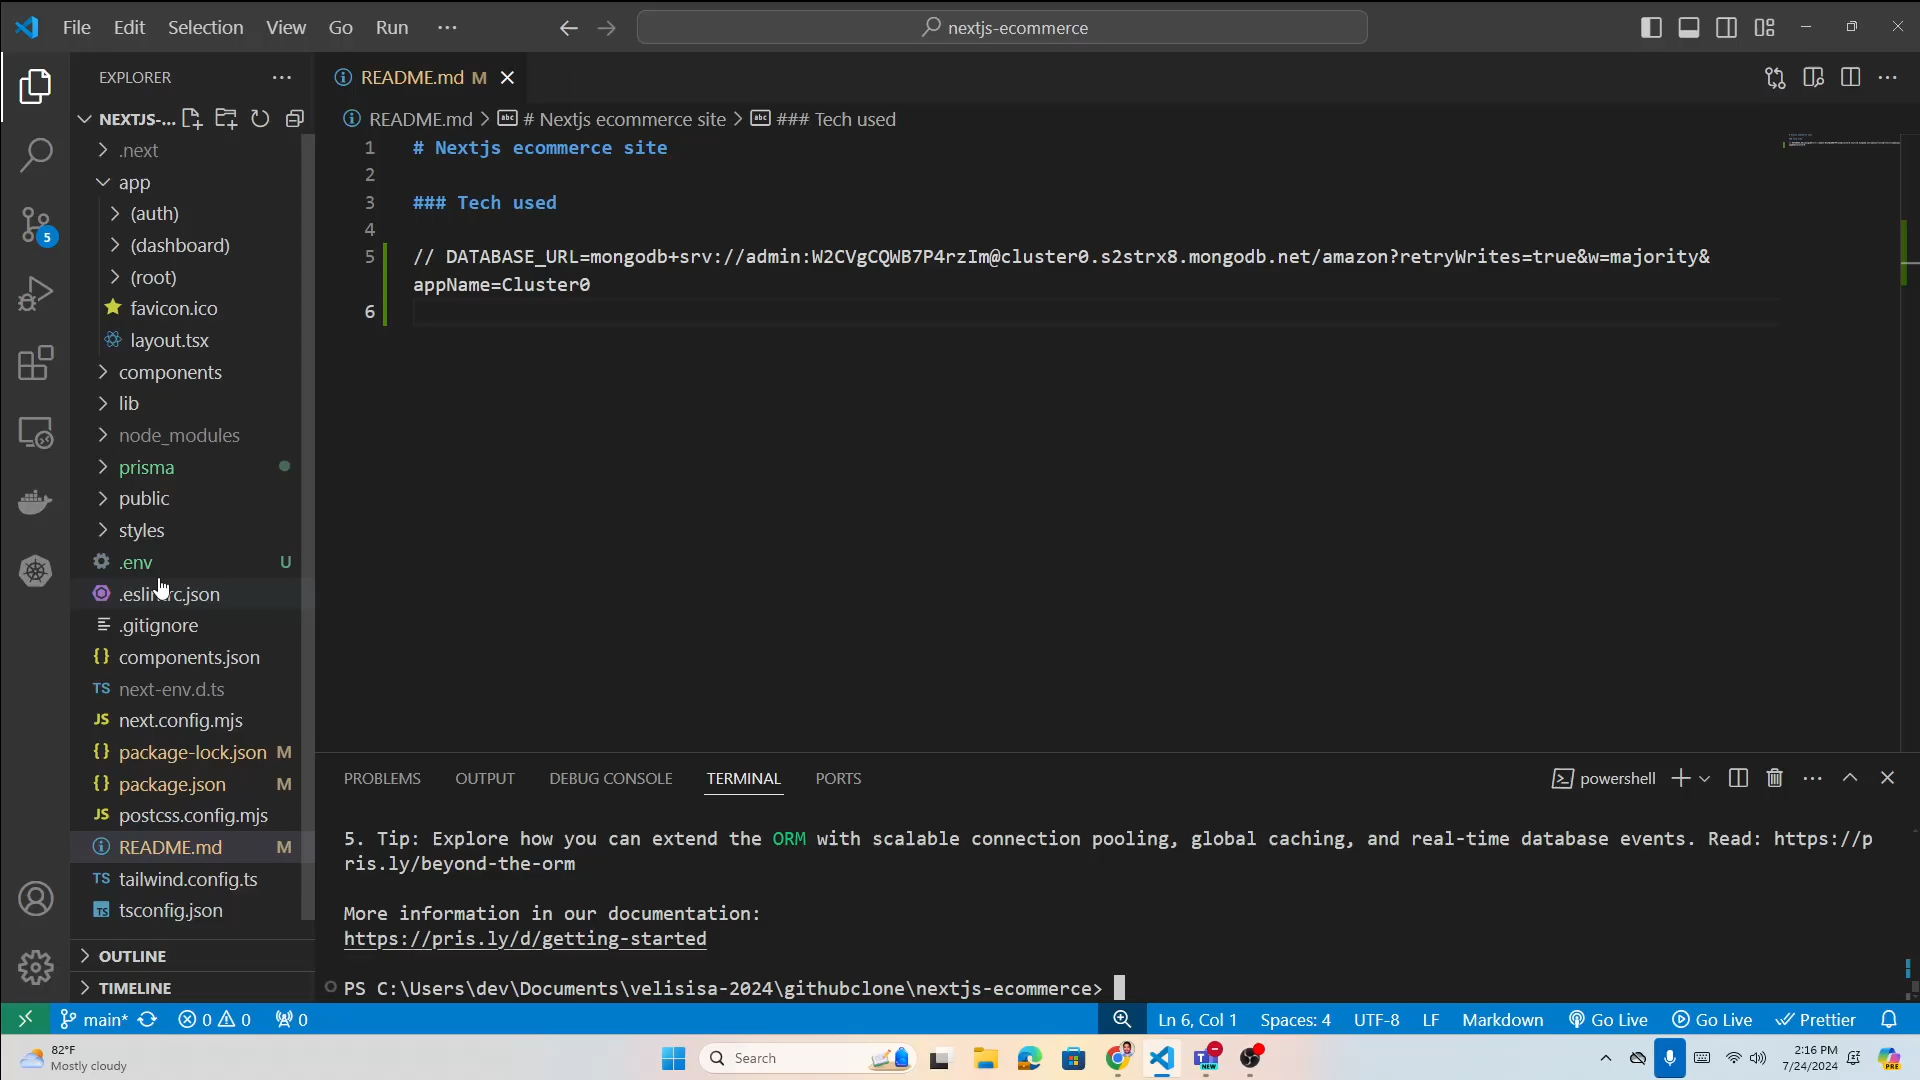 File Edit Selection View Go Run ···
nextjs-ecommerce
EXPLORER
NEXTJS-...
.next
app
(auth)
(dashboard)
(root)
favicon.ico
layout.tsx
components
lib
node_modules
prisma
public
styles
.env U
.eslintrc.json
.gitignore
components.json
next-env.d.ts
next.config.mjs
package-lock.json M
package.json M
postcss.config.mjs
README.md M
tailwind.config.ts
tsconfig.json
OUTLINE
TIMELINE
5
README.md M
README.md > # Nextjs ecommerce site > ### Tech used
1 # Nextjs ecommerce site
2
3 ### Tech used
4
5 // DATABASE_URL=mongodb+srv://admin:W2CVgCQWB7P4rzIm@cluster0.s2strx8.mongodb.net/amazon?retryWrites=true&w=majority&
appName=Cluster0
6
PROBLEMS OUTPUT DEBUG CONSOLE TERMINAL PORTS
powershell
5. Tip: Explore how you can extend the ORM with scalable connection pooling, global caching, and real-time database events. Read: https://p
ris.ly/beyond-the-orm
More information in our documentation:
https://pris.ly/d/getting-started
PS C:\Users\dev\Documents\velisisa-2024\githubclone\nextjs-ecommerce>
main* 0 0 0
Ln 6, Col 1 Spaces: 4 UTF-8 LF Markdown Go Live Go Live Prettier
82°F
Mostly cloudy
Search
NEW
2:16 PM
7/24/2024
PRE